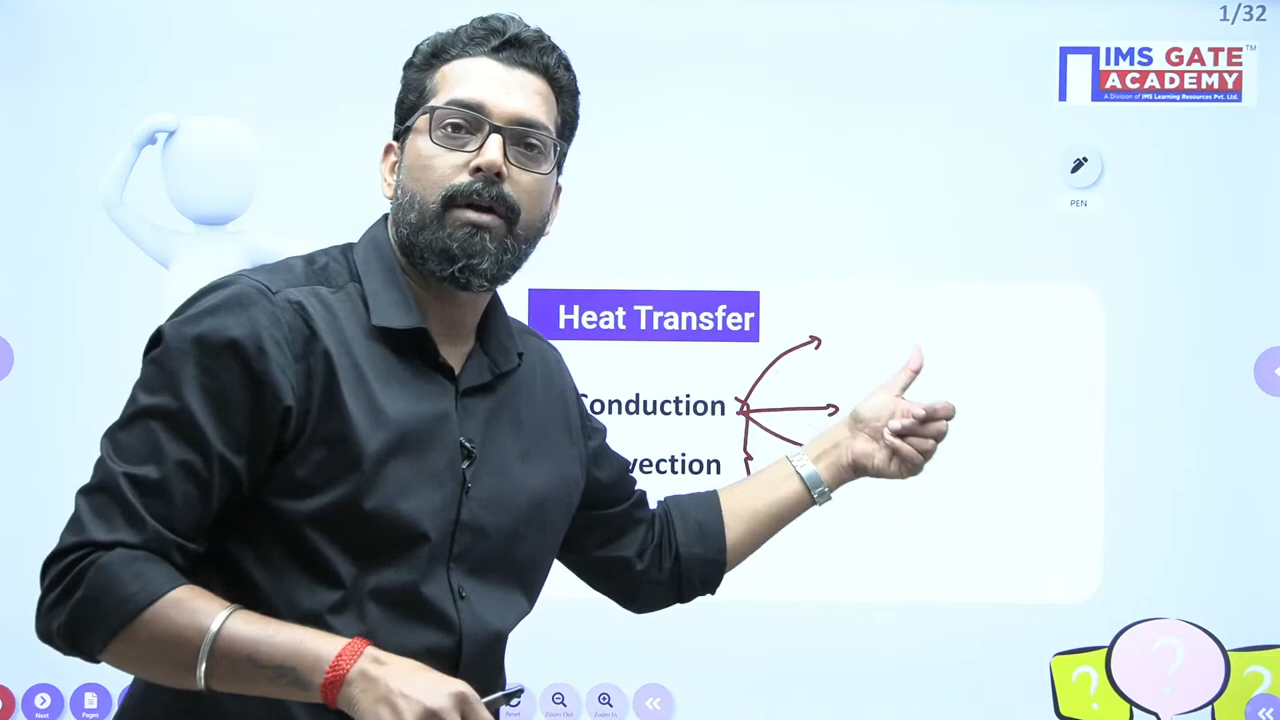 1/32
IMS GATE™
ACADEMY
A Division of IMS Learning Resources Pvt. Ltd.
PEN
Heat Transfer
Conduction
vection
Next
Pages
Reset
Zoom Out
Zoom In
? ? ?